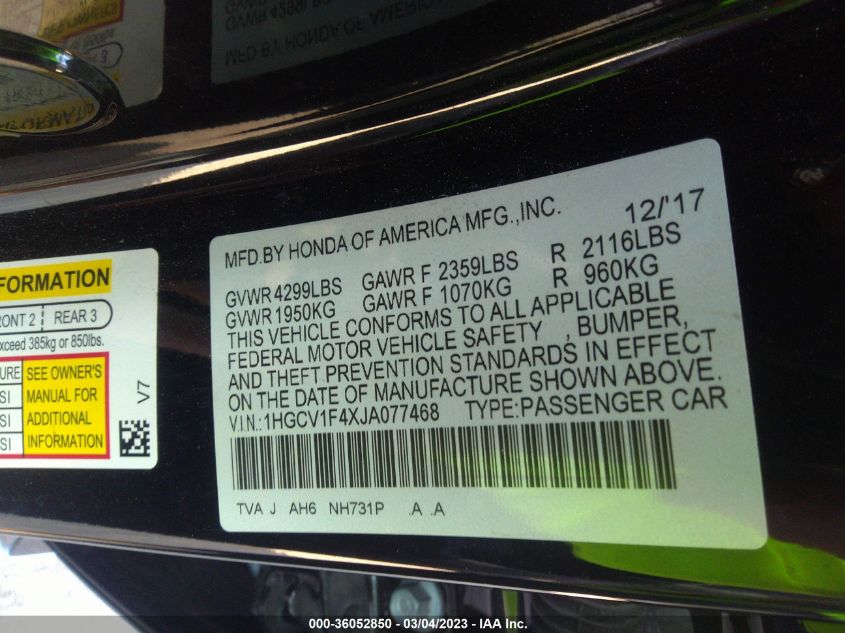 MFD.BY HONDA OF AMERICA MFG.,INC. 12/'17
GVWR 4299LBS GAWR F 2359LBS R 2116LBS
GVWR 1950KG GAWR F 1070KG R 960KG
THIS VEHICLE CONFORMS TO ALL APPLICABLE
FEDERAL MOTOR VEHICLE SAFETY , BUMPER,
AND THEFT PREVENTION STANDARDS IN EFFECT
ON THE DATE OF MANUFACTURE SHOWN ABOVE.
V.I.N.:1HGCV1F4XJA077468 TYPE:PASSENGER CAR
TVA J AH6 NH731P .A .A
FORMATION
FRONT 2 REAR 3
exceed 385kg or 850lbs.
SEE OWNER'S
MANUAL FOR
ADDITIONAL
INFORMATION
V7
000-36052850 - 03/04/2023 - IAA Inc.